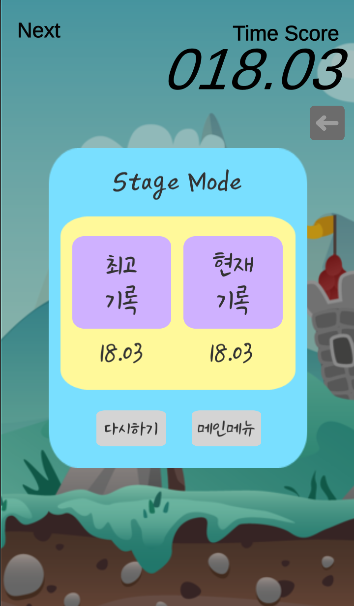 Next
Time Score
018.03
Stage Mode
최고
기록
현재
기록
18.03
18.03
다시하기
메인메뉴